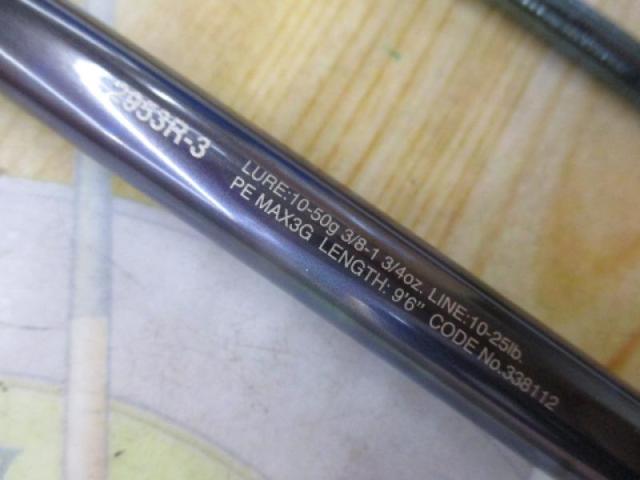 2953R-3
LURE:10-50g 3/8-1 3/4oz. LINE:10-25lb.
PE MAX3G LENGTH: 9'6" CODE No.338112